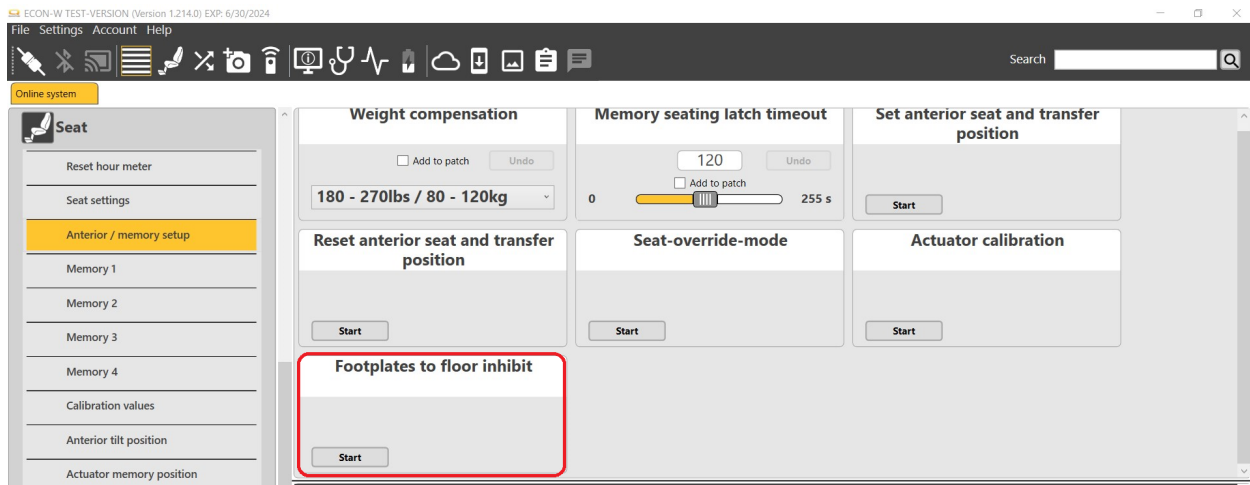 ECON-W TEST-VERSION (Version 1.214.0) EXP: 6/30/2024
File Settings Account Help
Search
Online system
Seat
Reset hour meter
Seat settings
Anterior / memory setup
Memory 1
Memory 2
Memory 3
Memory 4
Calibration values
Anterior tilt position
Actuator memory position
Weight compensation
Add to patch Undo
180 - 270lbs / 80 - 120kg
Memory seating latch timeout
120 Undo
Add to patch
0 255 s
Set anterior seat and transfer
position
Start
Reset anterior seat and transfer
position
Start
Seat-override-mode
Start
Actuator calibration
Start
Footplates to floor inhibit
Start